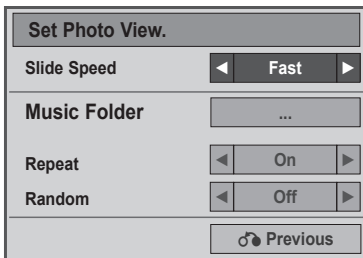 Set Photo View.
Slide Speed ◀ Fast ▶
Music Folder ...
Repeat ◀ On ▶
Random ◀ Off ▶
Previous